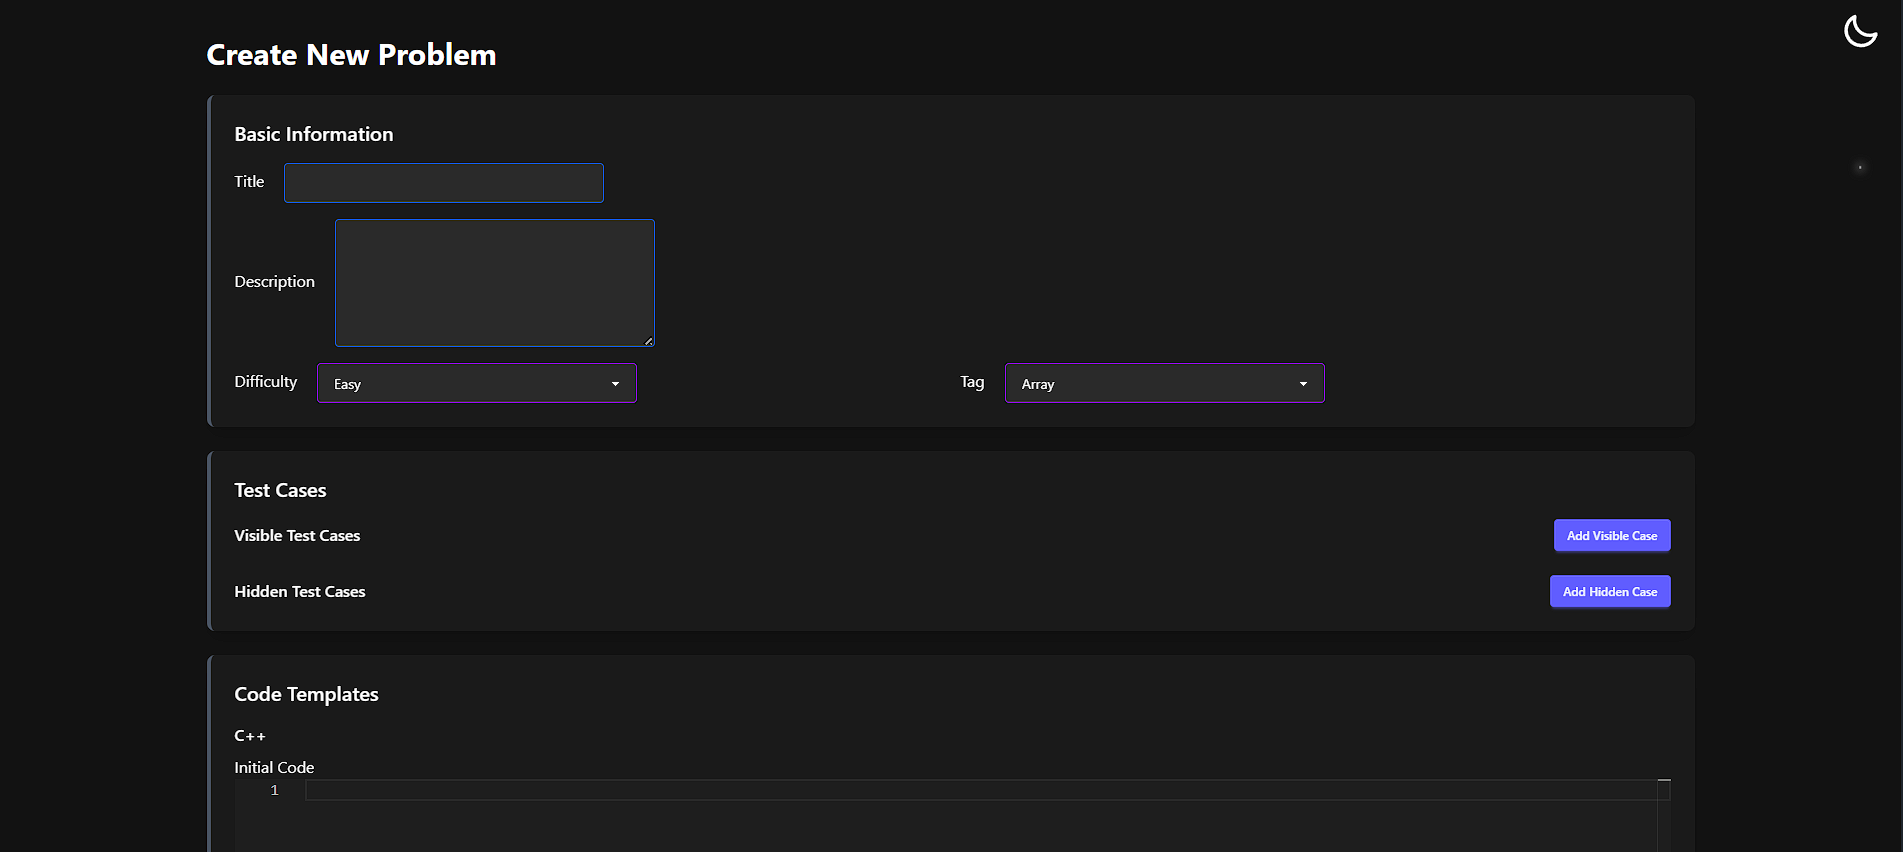 Create New Problem
Basic Information
Title
Description
Difficulty Easy Tag Array
Test Cases
Visible Test Cases Add Visible Case
Hidden Test Cases Add Hidden Case
Code Templates
C++
Initial Code
1